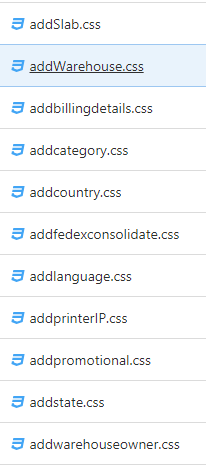 addSlab.css
addWarehouse.css
addbillingdetails.css
addcategory.css
addcountry.css
addfedexconsolidate.css
addlanguage.css
addprinterIP.css
addpromotional.css
addstate.css
addwarehouseowner.css